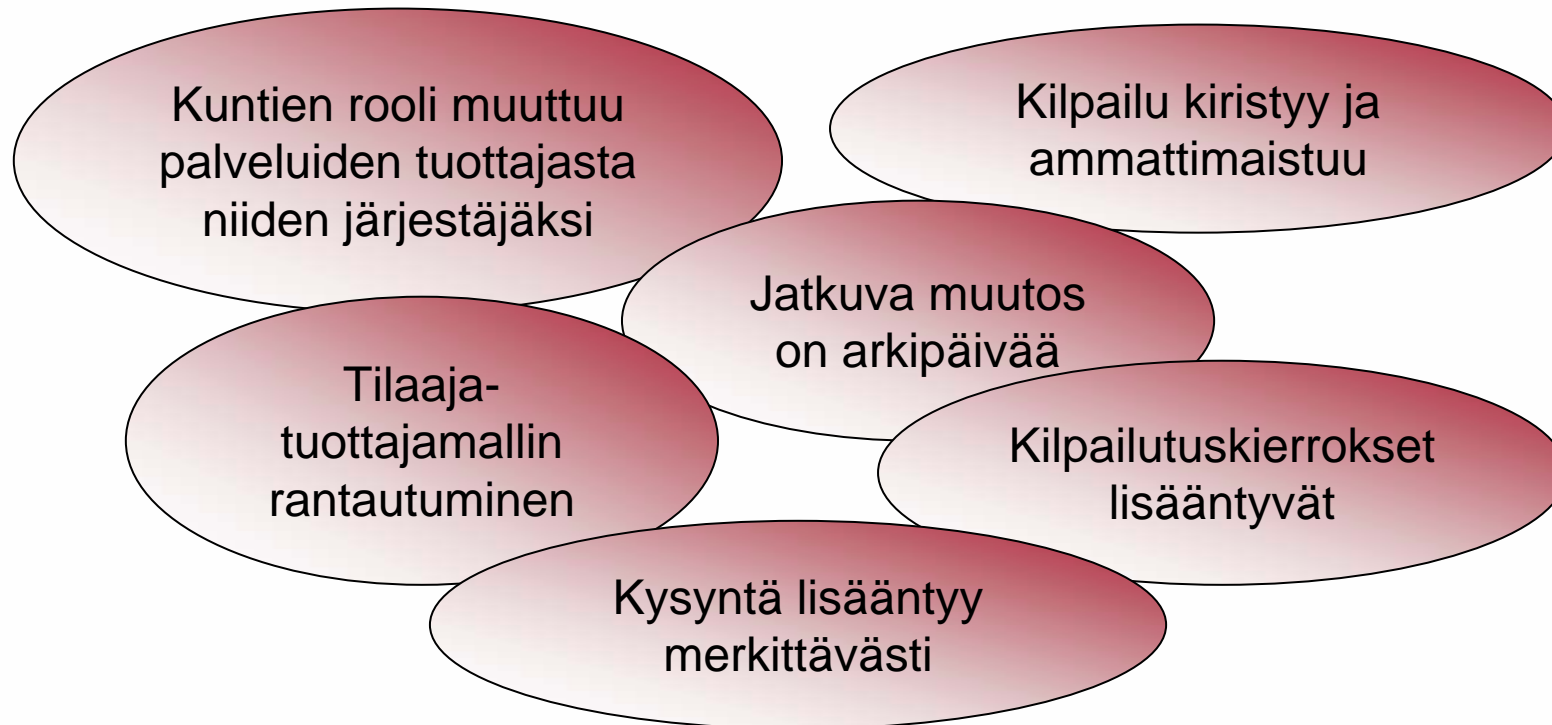 Kuntien rooli muuttuu
palveluiden tuottajasta
niiden järjestäjäksi
Kilpailu kiristyy ja
ammattimaistuu
Jatkuva muutos
on arkipäivää
Tilaaja-
tuottajamallin
rantautuminen
Kilpailutuskierrokset
lisääntyvät
Kysyntä lisääntyy
merkittävästi